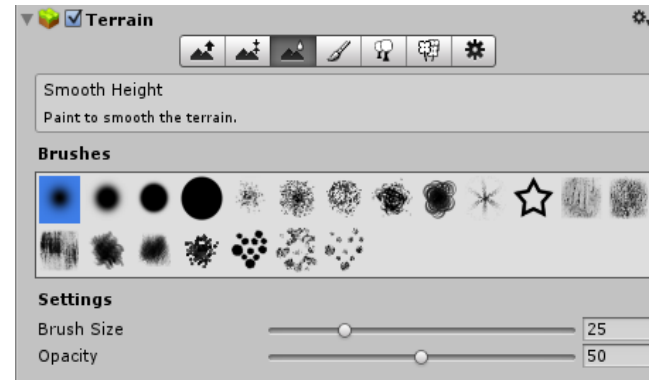 Terrain
Smooth Height
Paint to smooth the terrain.
Brushes
Settings
Brush Size 25
Opacity 50